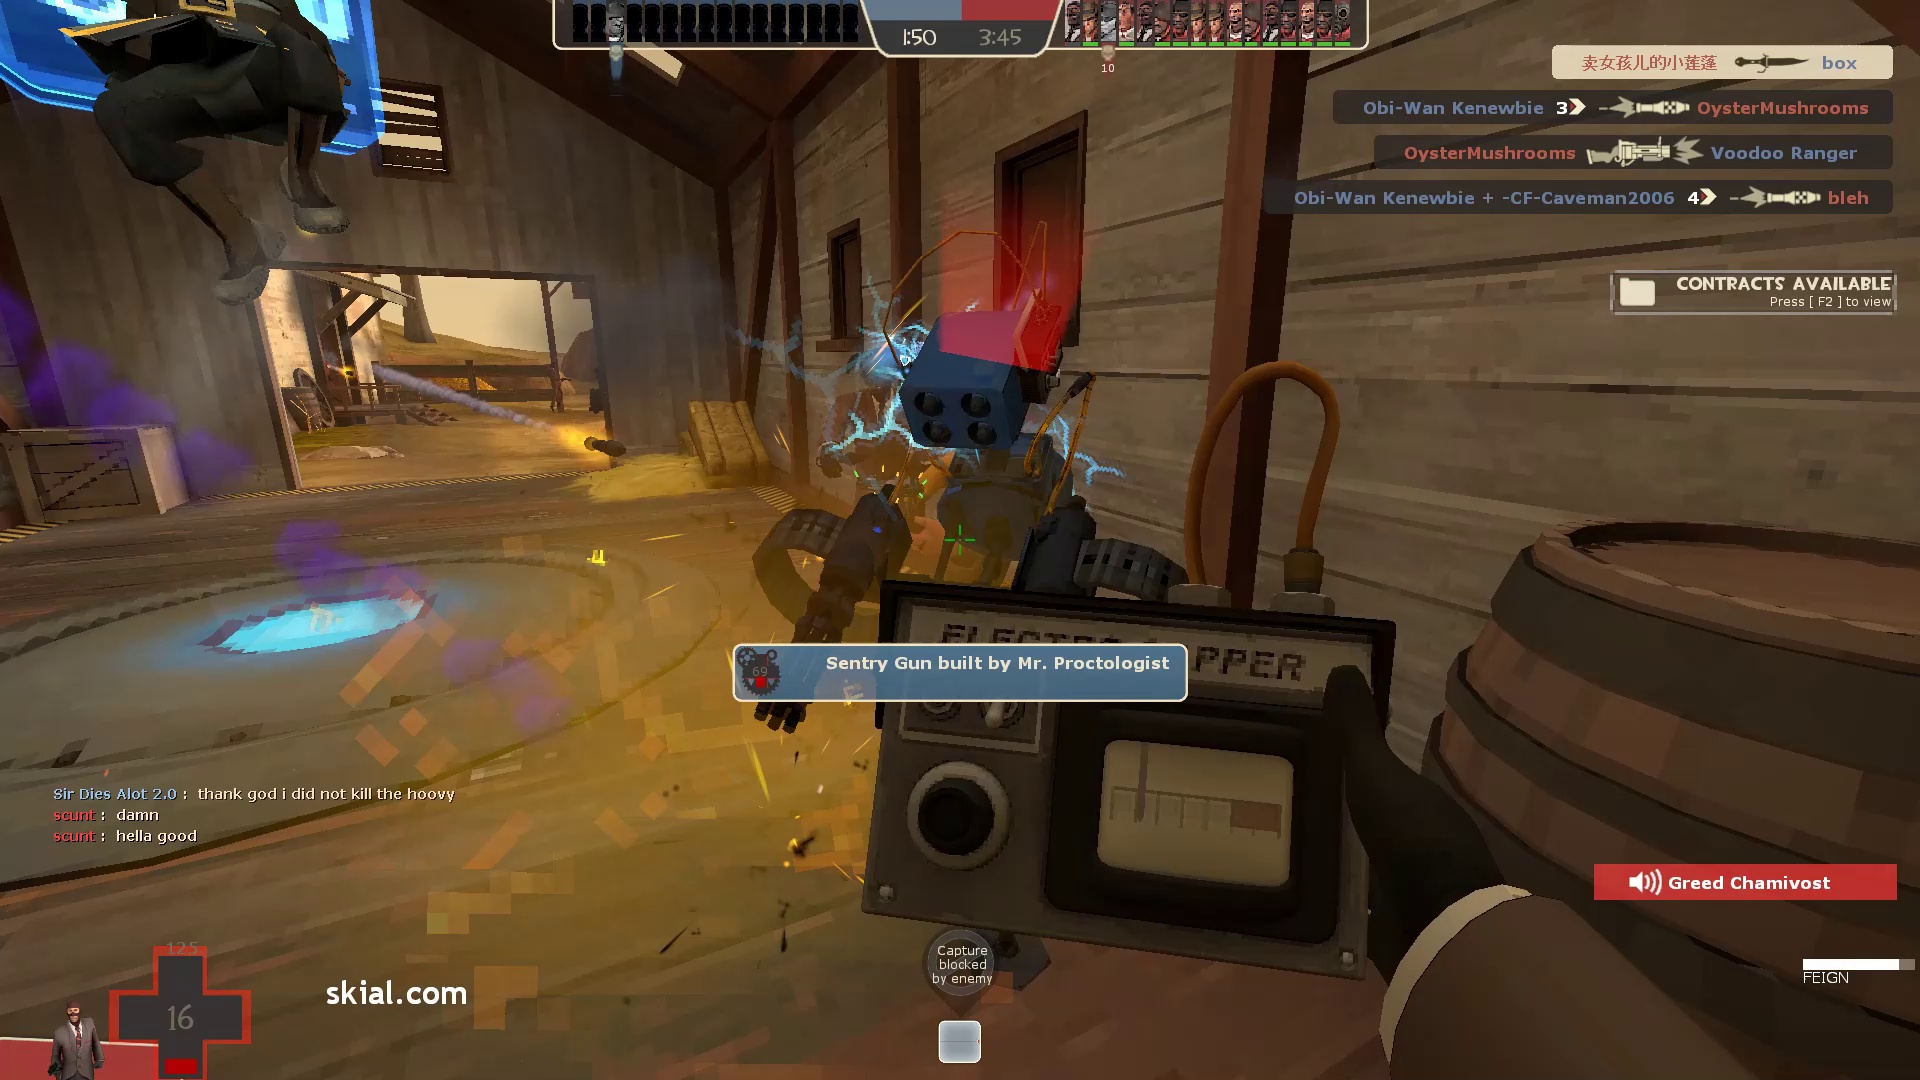 1:50 3:45
10
卖女孩儿的小莲蓬 box
Obi-Wan Kenewbie 3 OysterMushrooms
OysterMushrooms Voodoo Ranger
Obi-Wan Kenewbie + -CF-Caveman2006 4 bleh
CONTRACTS AVAILABLE
Press [ F2 ] to view
69
Sentry Gun built by Mr. Proctologist
Sir Dies Alot 2.0 : thank god i did not kill the hoovy
scunt : damn
scunt : hella good
Greed Chamivost
125
16
skial.com
Capture
blocked
by enemy
FEIGN